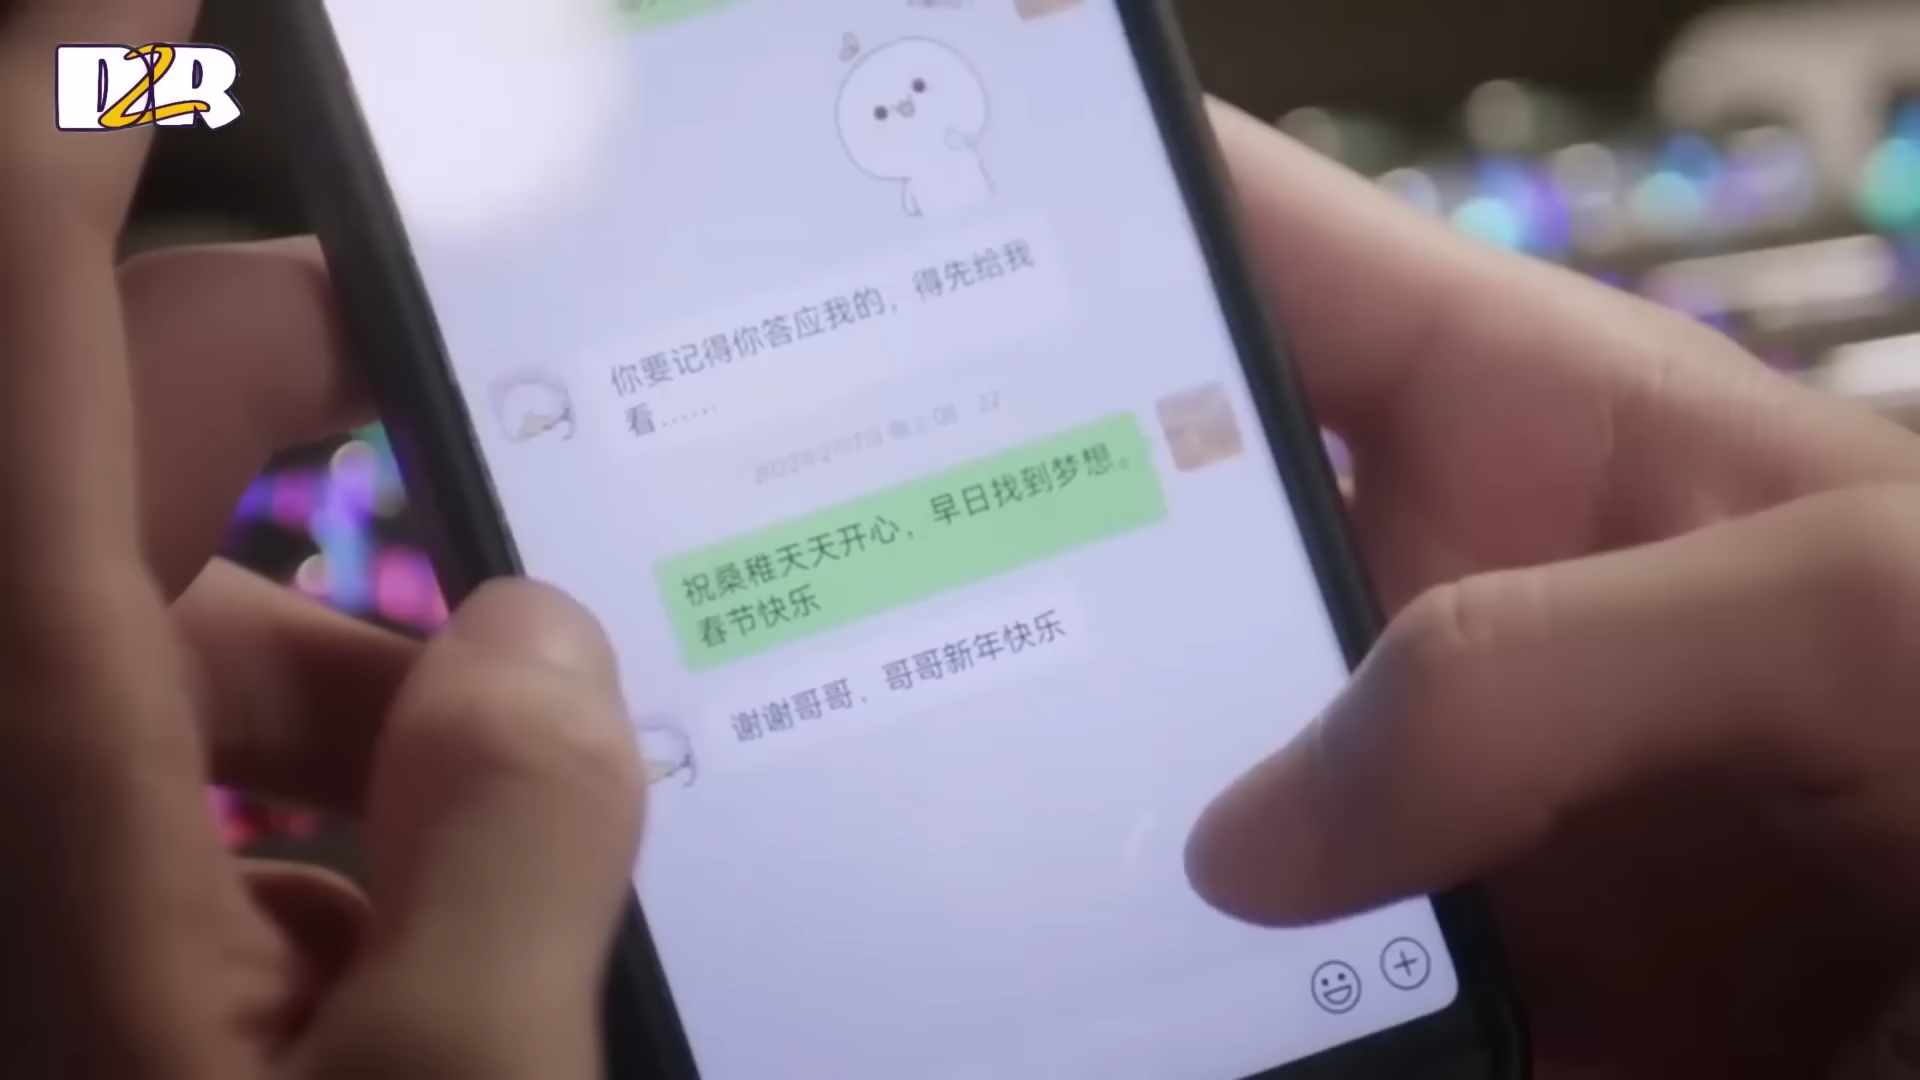 D2R
你要记得你答应我的，得先给我
看……
祝桑稚天天开心，早日找到梦想。
春节快乐
谢谢哥哥，哥哥新年快乐